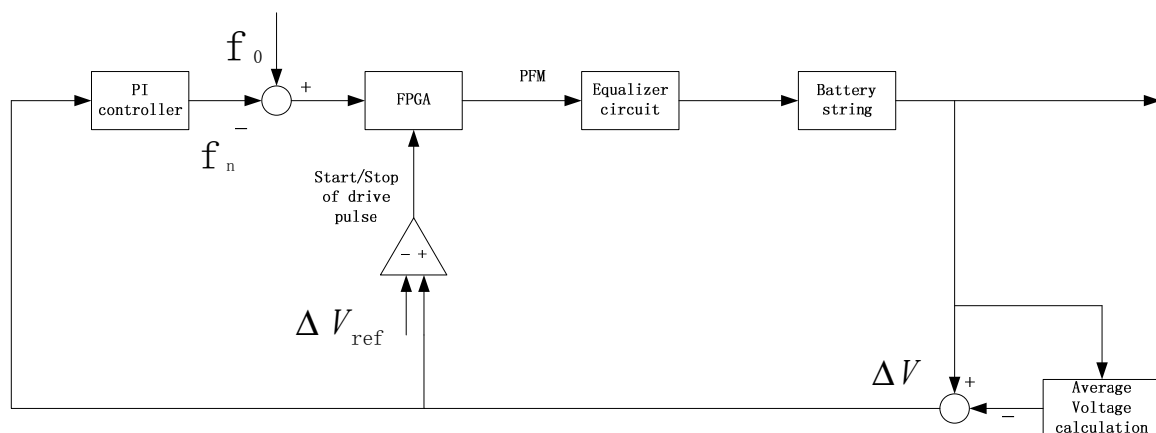 f0
PI
controller
+
−
fn
FPGA
PFM
Equalizer
circuit
Battery
string
Start/Stop
of drive
pulse
− +
ΔVref
ΔV
+
−
Average
Voltage
calculation